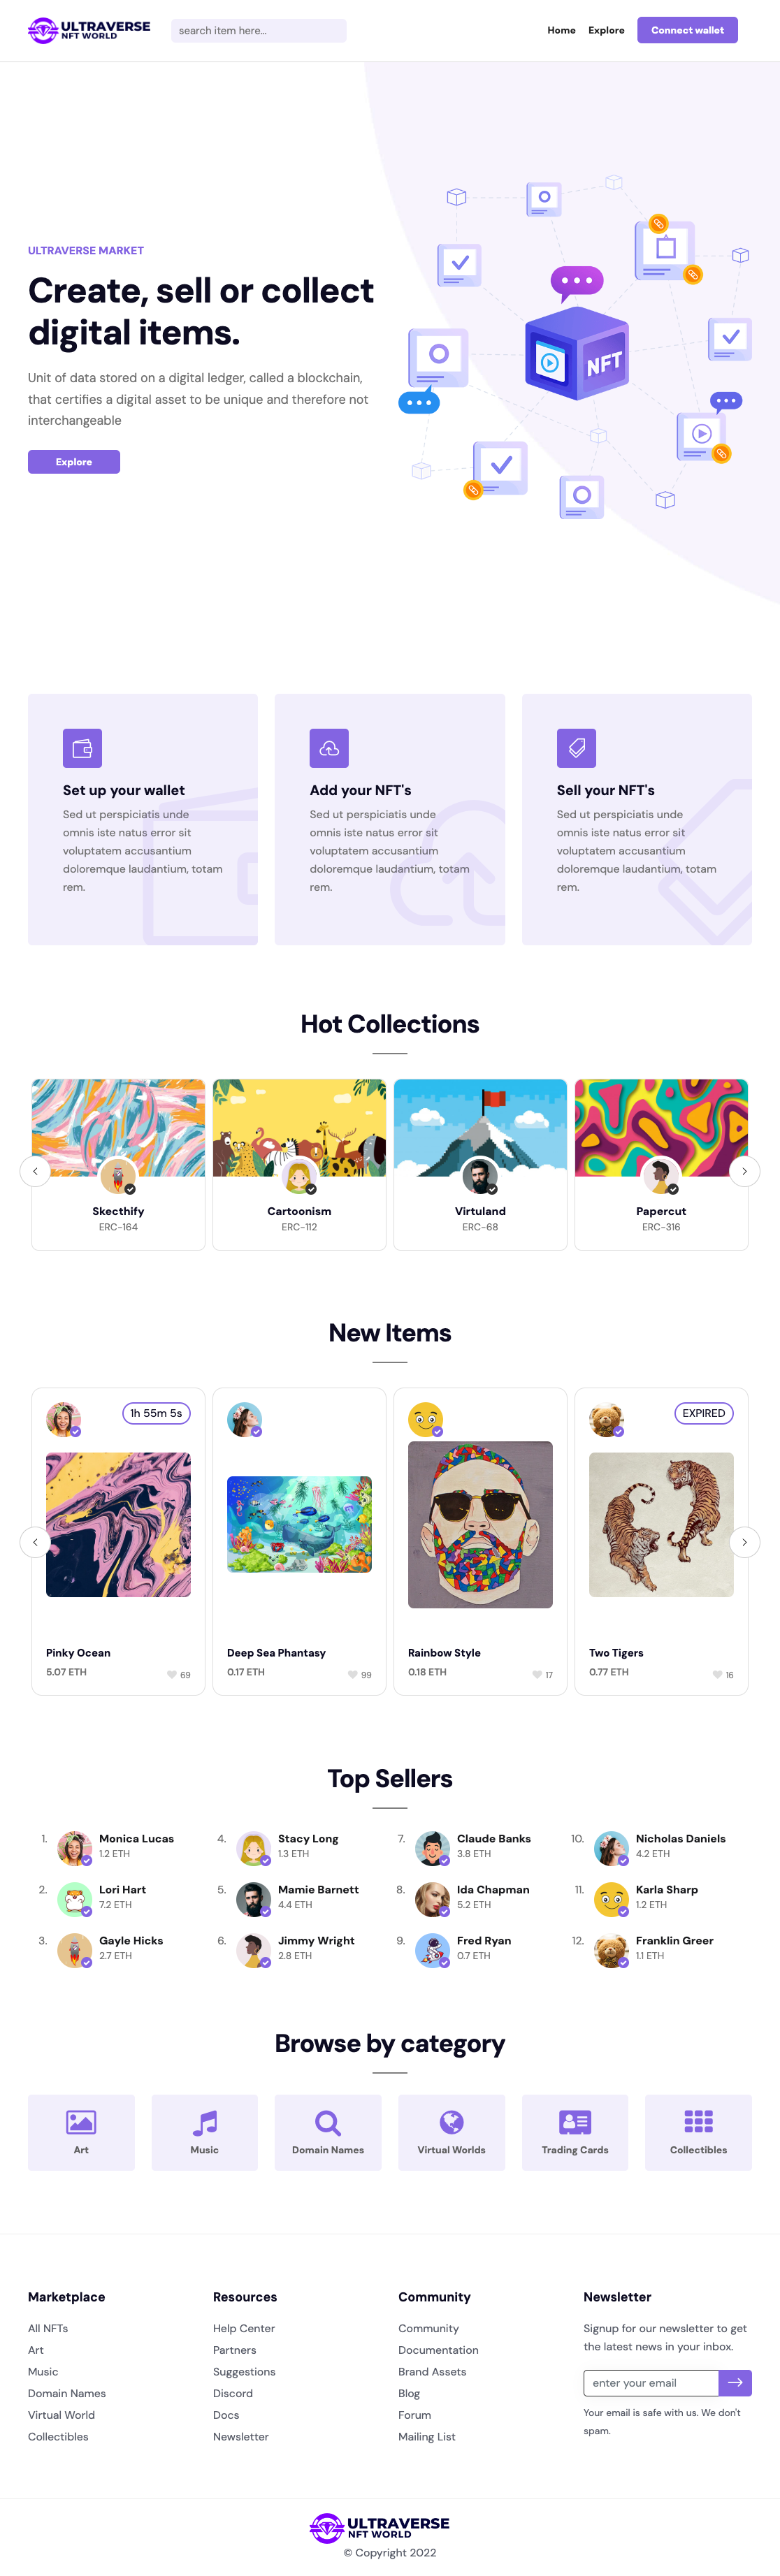 ULTRAVERSE
NFT WORLD
search item here...
Home
Explore
Connect wallet
ULTRAVERSE MARKET
Create, sell or collect
digital items.
Unit of data stored on a digital ledger, called a blockchain,
that certifies a digital asset to be unique and therefore not
interchangeable
Explore
NFT
Set up your wallet
Sed ut perspiciatis unde
omnis iste natus error sit
voluptatem accusantium
doloremque laudantium, totam
rem.
Add your NFT's
Sed ut perspiciatis unde
omnis iste natus error sit
voluptatem accusantium
doloremque laudantium, totam
rem.
Sell your NFT's
Sed ut perspiciatis unde
omnis iste natus error sit
voluptatem accusantium
doloremque laudantium, totam
rem.
Hot Collections
Skecthify
ERC-164
Cartoonism
ERC-112
Virtuland
ERC-68
Papercut
ERC-316
New Items
1h 55m 5s
Pinky Ocean
5.07 ETH
69
Deep Sea Phantasy
0.17 ETH
99
Rainbow Style
0.18 ETH
17
EXPIRED
Two Tigers
0.77 ETH
16
Top Sellers
1.
Monica Lucas
1.2 ETH
2.
Lori Hart
7.2 ETH
3.
Gayle Hicks
2.7 ETH
4.
Stacy Long
1.3 ETH
5.
Mamie Barnett
4.4 ETH
6.
Jimmy Wright
2.8 ETH
7.
Claude Banks
3.8 ETH
8.
Ida Chapman
5.2 ETH
9.
Fred Ryan
0.7 ETH
10.
Nicholas Daniels
4.2 ETH
11.
Karla Sharp
1.2 ETH
12.
Franklin Greer
1.1 ETH
Browse by category
Art
Music
Domain Names
Virtual Worlds
Trading Cards
Collectibles
Marketplace
All NFTs
Art
Music
Domain Names
Virtual World
Collectibles
Resources
Help Center
Partners
Suggestions
Discord
Docs
Newsletter
Community
Community
Documentation
Brand Assets
Blog
Forum
Mailing List
Newsletter
Signup for our newsletter to get
the latest news in your inbox.
enter your email
Your email is safe with us. We don't
spam.
ULTRAVERSE
NFT WORLD
© Copyright 2022